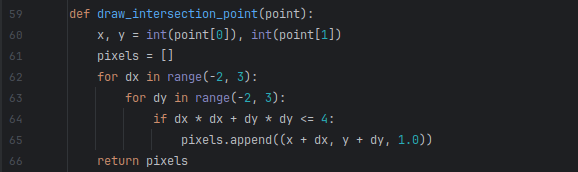 59 def draw_intersection_point(point):
60 x, y = int(point[0]), int(point[1])
61 pixels = []
62 for dx in range(-2, 3):
63 for dy in range(-2, 3):
64 if dx * dx + dy * dy <= 4:
65 pixels.append((x + dx, y + dy, 1.0))
66 return pixels